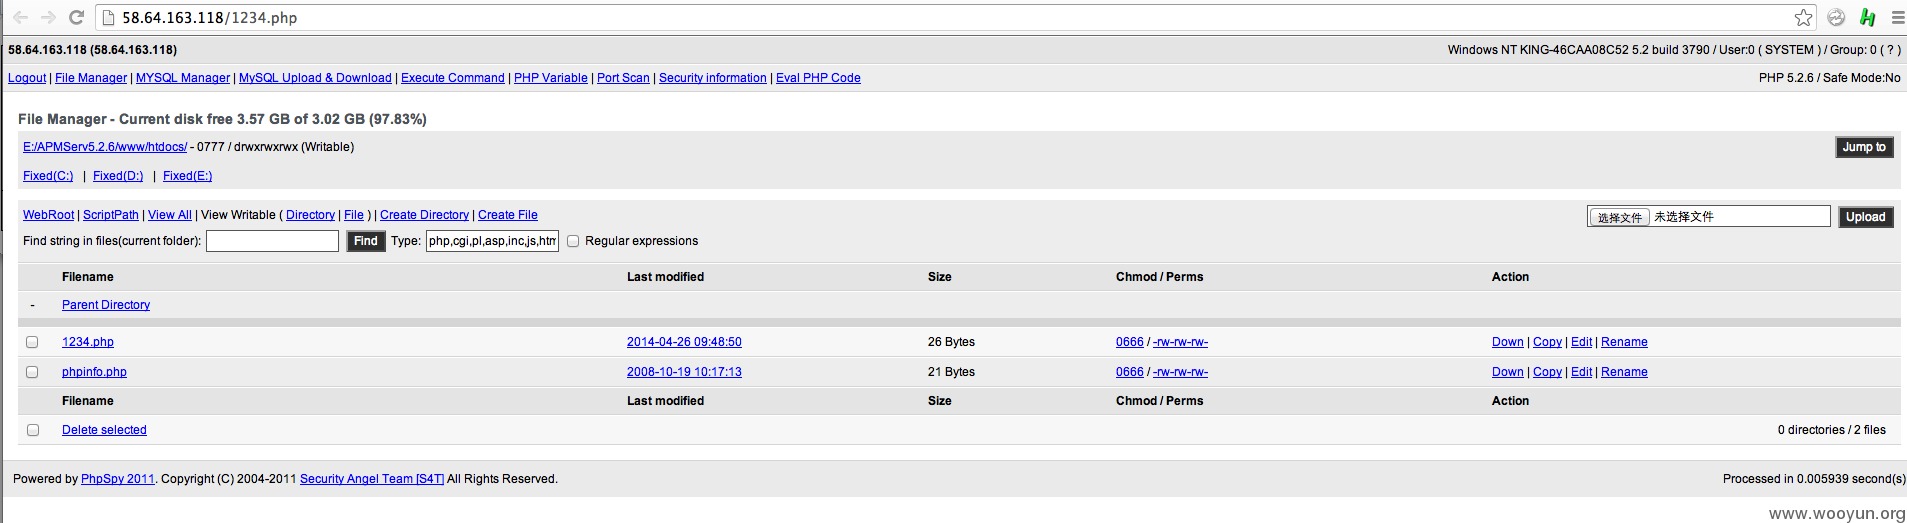 58.64.163.118/1234.php
58.64.163.118 (58.64.163.118) Windows NT KING-46CAA08C52 5.2 build 3790 / User:0 ( SYSTEM ) / Group: 0 ( ? )
Logout | File Manager | MYSQL Manager | MySQL Upload & Download | Execute Command | PHP Variable | Port Scan | Security information | Eval PHP Code PHP 5.2.6 / Safe Mode:No
File Manager - Current disk free 3.57 GB of 3.02 GB (97.83%)
E:/APMServ5.2.6/www/htdocs/ - 0777 / drwxrwxrwx (Writable) Jump to
Fixed(C:) | Fixed(D:) | Fixed(E:)
WebRoot | ScriptPath | View All | View Writable ( Directory | File ) | Create Directory | Create File 选择文件 未选择文件 Upload
Find string in files(current folder): Find Type: php,cgi,pl,asp,inc,js,htm Regular expressions
Filename Last modified Size Chmod / Perms Action
- Parent Directory
1234.php 2014-04-26 09:48:50 26 Bytes 0666 / -rw-rw-rw- Down | Copy | Edit | Rename
phpinfo.php 2008-10-19 10:17:13 21 Bytes 0666 / -rw-rw-rw- Down | Copy | Edit | Rename
Filename Last modified Size Chmod / Perms Action
Delete selected 0 directories / 2 files
Powered by PhpSpy 2011. Copyright (C) 2004-2011 Security Angel Team [S4T] All Rights Reserved. Processed in 0.005939 second(s)
www.wooyun.org